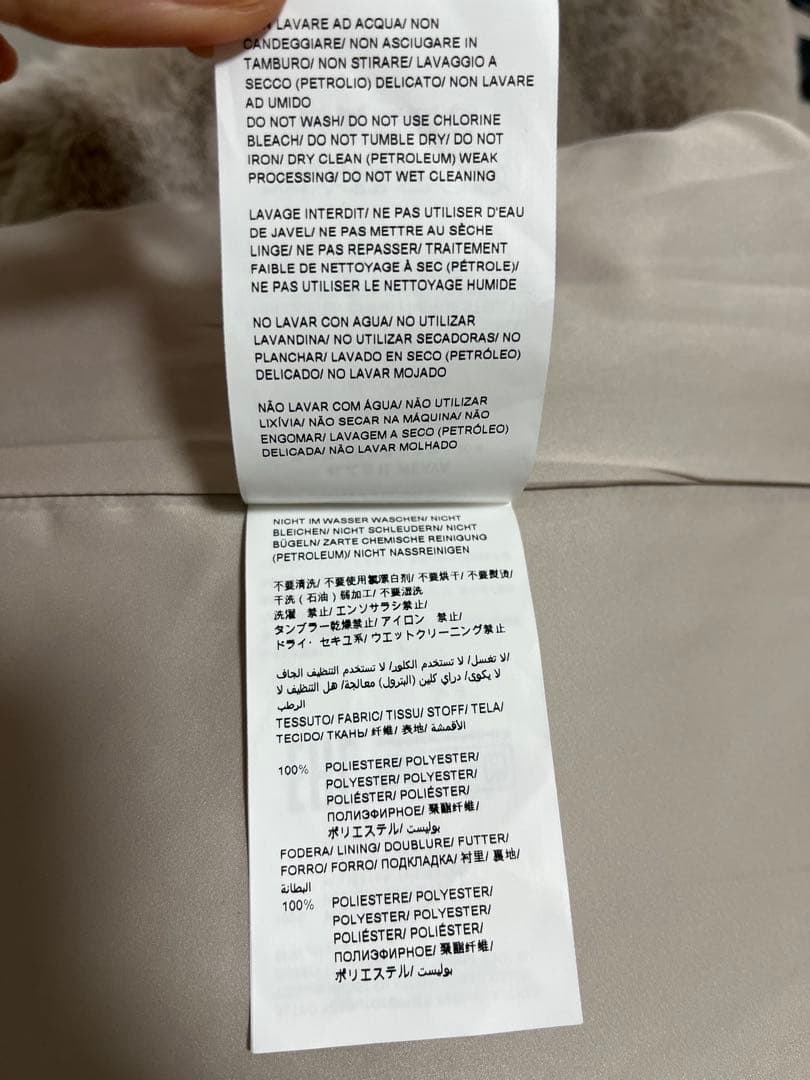 LAVARE AD ACQUA/ NON
CANDEGGIARE/ NON ASCIUGARE IN
TAMBURO/ NON STIRARE/ LAVAGGIO A
SECCO (PETROLIO) DELICATO/ NON LAVARE
AD UMIDO
DO NOT WASH/ DO NOT USE CHLORINE
BLEACH/ DO NOT TUMBLE DRY/ DO NOT
IRON/ DRY CLEAN (PETROLEUM) WEAK
PROCESSING/ DO NOT WET CLEANING
LAVAGE INTERDIT/ NE PAS UTILISER D'EAU
DE JAVEL/ NE PAS METTRE AU SÈCHE
LINGE/ NE PAS REPASSER/ TRAITEMENT
FAIBLE DE NETTOYAGE À SEC (PÉTROLE)/
NE PAS UTILISER LE NETTOYAGE HUMIDE
NO LAVAR CON AGUA/ NO UTILIZAR
LAVANDINA/ NO UTILIZAR SECADORAS/ NO
PLANCHAR/ LAVADO EN SECO (PETRÓLEO)
DELICADO/ NO LAVAR MOJADO
NÃO LAVAR COM ÁGUA/ NÃO UTILIZAR
LIXÍVIA/ NÃO SECAR NA MÁQUINA/ NÃO
ENGOMAR/ LAVAGEM A SECO (PETRÓLEO)
DELICADA/ NÃO LAVAR MOLHADO
NICHT IM WASSER WASCHEN/ NICHT
BLEICHEN/ NICHT SCHLEUDERN/ NICHT
BÜGELN/ ZARTE CHEMISCHE REINIGUNG
(PETROLEUM)/ NICHT NASSREINIGEN
不要清洗/ 不要使用氯漂白剂/ 不要烘干/ 不要熨烫/
干洗（石油）弱加工/ 不要湿洗
洗濯 禁止/ エンソサラシ禁止/
タンブラー乾燥禁止/ アイロン 禁止/
ドライ・セキユ系/ ウエットクリーニング禁止
/لا تغسل/ لا تستخدم الكلور/ لا تستخدم التنظيف الجاف
لا يكوى/ دراي كلين (البترول) معالجة/ هل التنظيف لا
الرطب
TESSUTO/ FABRIC/ TISSU/ STOFF/ TELA/
TECIDO/ ТКАНЬ/ 纤维/ 表地/ الأقمشة
100% POLIESTERE/ POLYESTER/
POLYESTER/ POLYESTER/
POLIÉSTER/ POLIÉSTER/
ПОЛИЭФИРНОЕ/ 聚酯纤维/
ポリエステル/ بوليست
FODERA/ LINING/ DOUBLURE/ FUTTER/
FORRO/ FORRO/ ПОДКЛАДКА/ 衬里/ 裏地/
البطانة
100% POLIESTERE/ POLYESTER/
POLYESTER/ POLYESTER/
POLIÉSTER/ POLIÉSTER/
ПОЛИЭФИРНОЕ/ 聚酯纤维/
ポリエステル/ بوليست